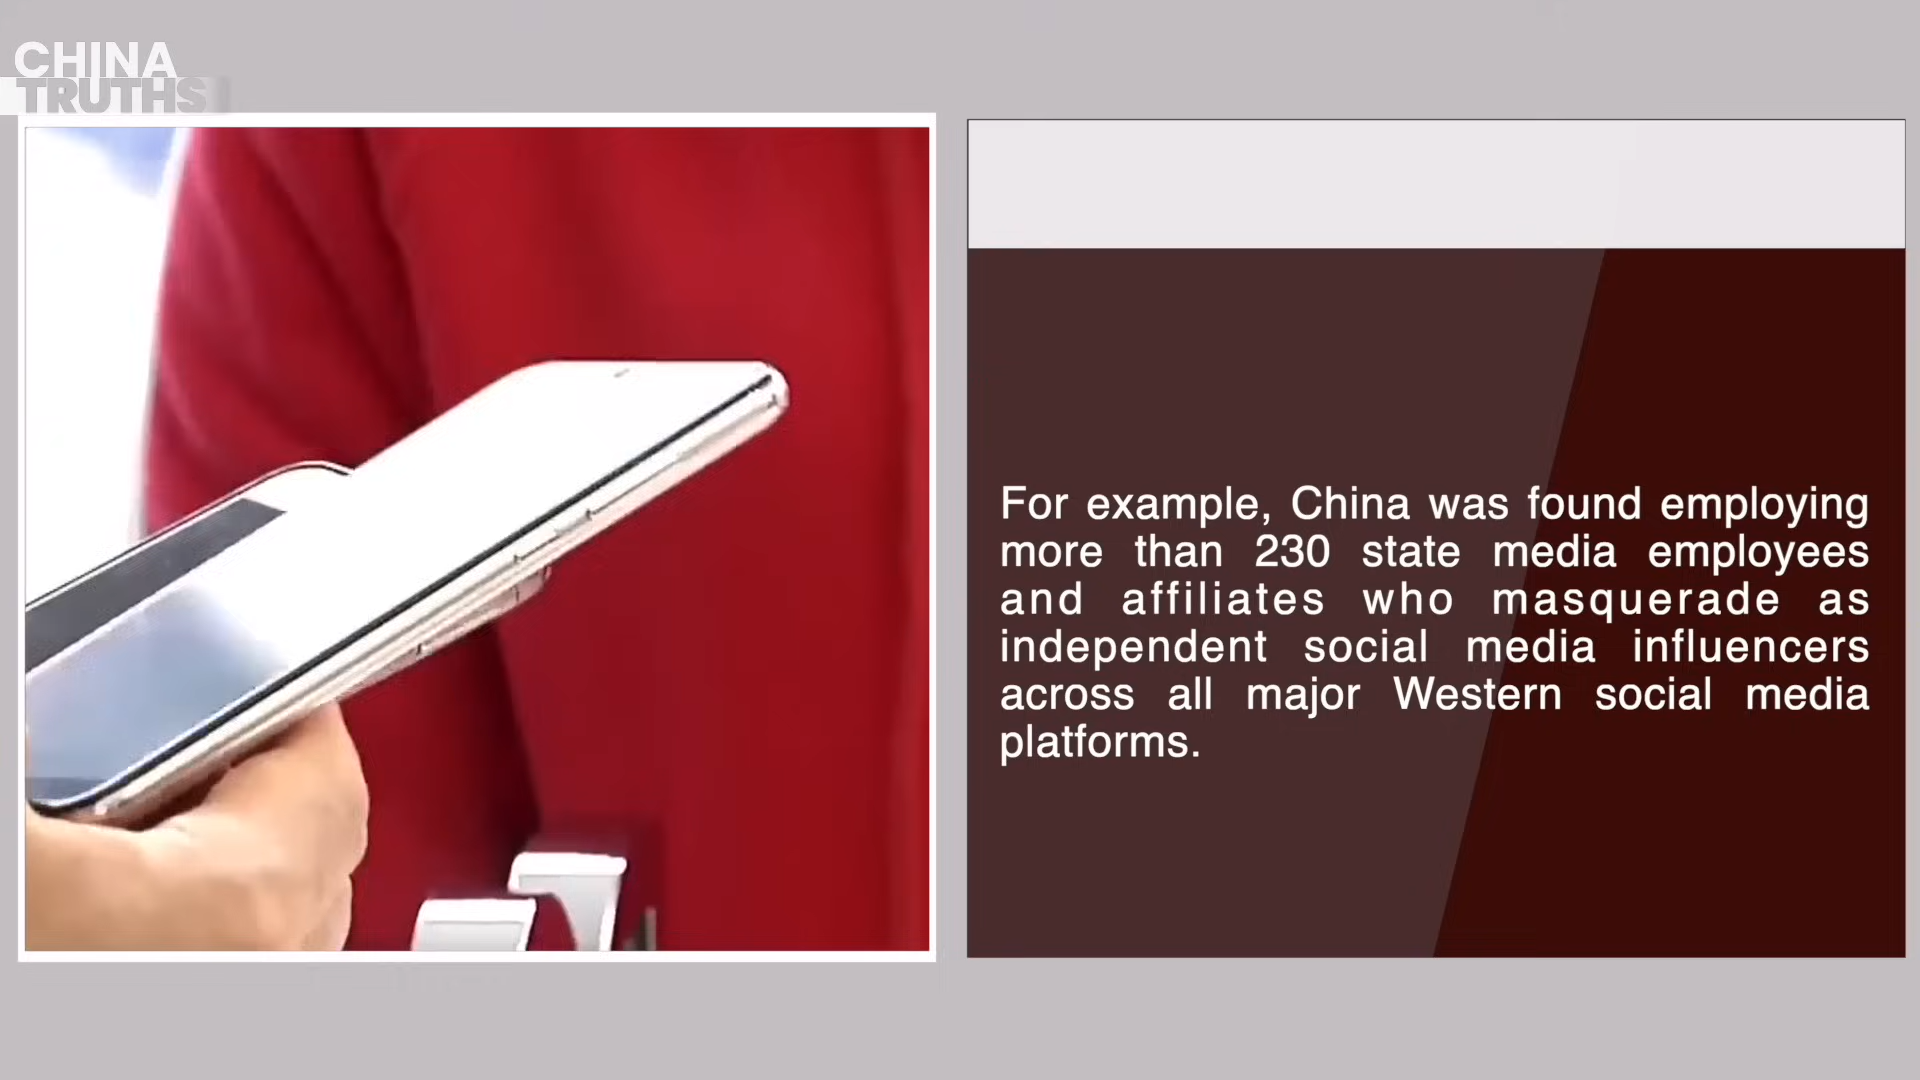 CHINA
TRUTHS
For example, China was found employing
more than 230 state media employees
and affiliates who masquerade as
independent social media influencers
across all major Western social media
platforms.